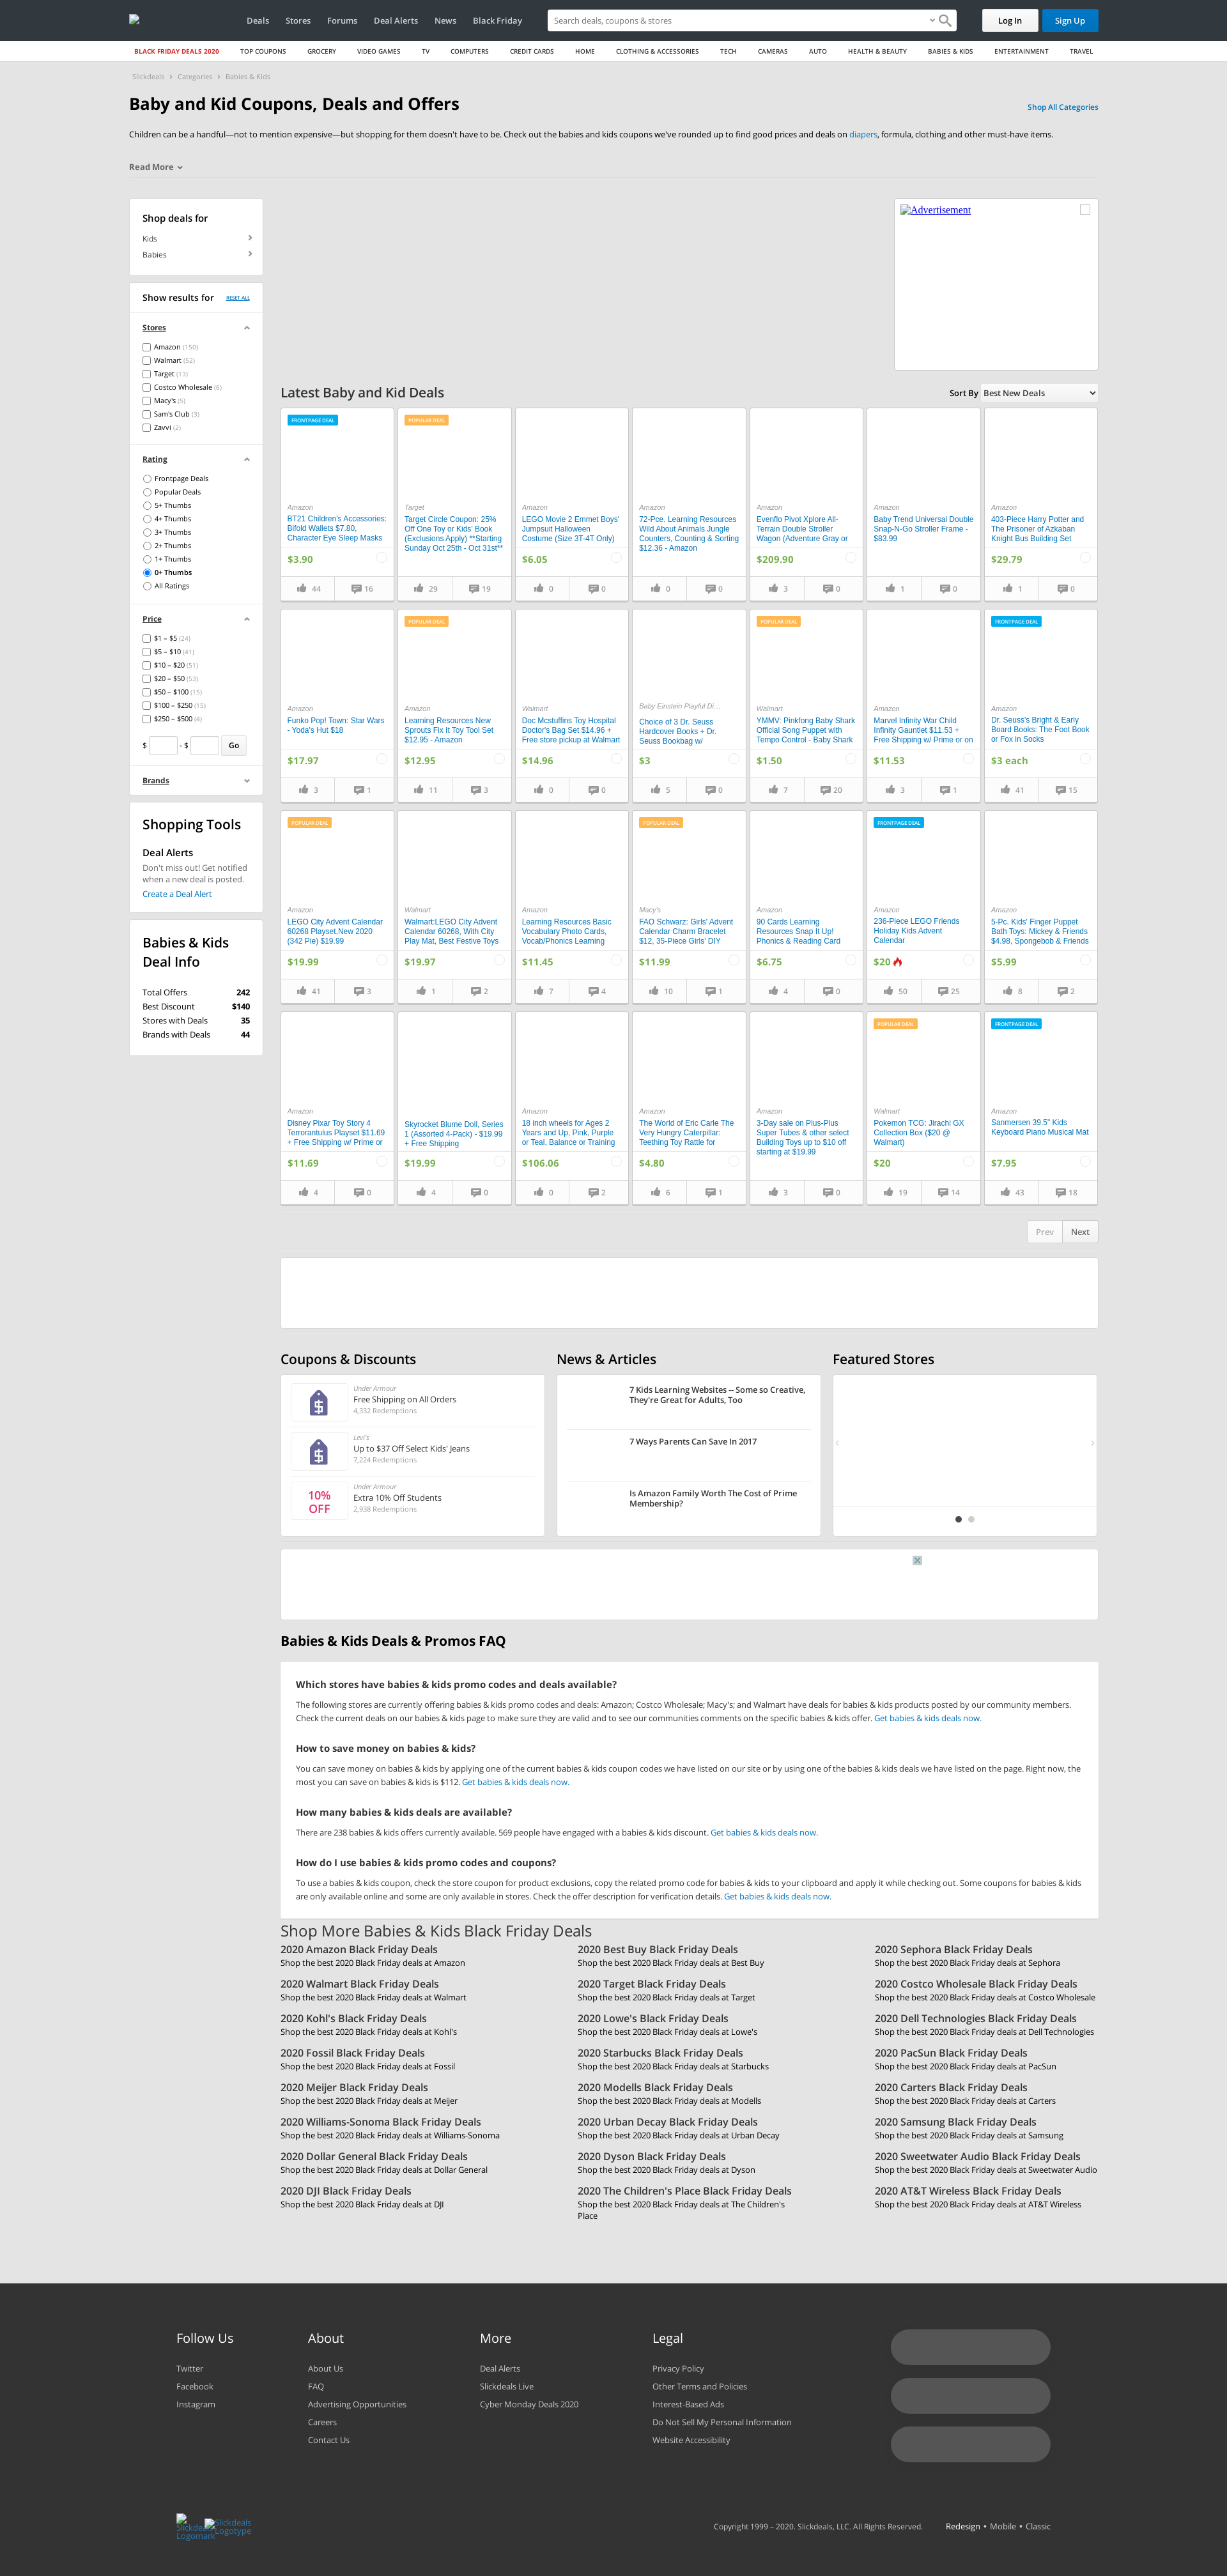 Deals Stores Forums Deal Alerts News Black Friday
Search deals, coupons & stores
Log In Sign Up
BLACK FRIDAY DEALS 2020 TOP COUPONS GROCERY VIDEO GAMES TV COMPUTERS CREDIT CARDS HOME CLOTHING & ACCESSORIES TECH CAMERAS AUTO HEALTH & BEAUTY BABIES & KIDS ENTERTAINMENT TRAVEL
Slickdeals › Categories › Babies & Kids
Baby and Kid Coupons, Deals and Offers
Shop All Categories
Children can be a handful—not to mention expensive—but shopping for them doesn't have to be. Check out the babies and kids coupons we've rounded up to find good prices and deals on diapers, formula, clothing and other must-have items.
Read More
Shop deals for
Kids
Babies
Show results for RESET ALL
Stores
Amazon (150)
Walmart (52)
Target (13)
Costco Wholesale (6)
Macy's (5)
Sam's Club (3)
Zavvi (2)
Rating
Frontpage Deals
Popular Deals
5+ Thumbs
4+ Thumbs
3+ Thumbs
2+ Thumbs
1+ Thumbs
0+ Thumbs
All Ratings
Price
$1 – $5 (24)
$5 – $10 (41)
$10 – $20 (51)
$20 – $50 (53)
$50 – $100 (15)
$100 – $250 (15)
$250 – $500 (4)
$ - $ Go
Brands
Shopping Tools
Deal Alerts
Don't miss out! Get notified
when a new deal is posted.
Create a Deal Alert
Babies & Kids
Deal Info
Total Offers 242
Best Discount $140
Stores with Deals 35
Brands with Deals 44
Advertisement
Latest Baby and Kid Deals
Sort By Best New Deals
FRONTPAGE DEAL
Amazon
BT21 Children's Accessories:
Bifold Wallets $7.80,
Character Eye Sleep Masks
$3.90
44 16
POPULAR DEAL
Target
Target Circle Coupon: 25%
Off One Toy or Kids' Book
(Exclusions Apply) **Starting
Sunday Oct 25th - Oct 31st**
29 19
Amazon
LEGO Movie 2 Emmet Boys'
Jumpsuit Halloween
Costume (Size 3T-4T Only)
$6.05
0 0
Amazon
72-Pce. Learning Resources
Wild About Animals Jungle
Counters, Counting & Sorting
$12.36 - Amazon
0 0
Amazon
Evenflo Pivot Xplore All-
Terrain Double Stroller
Wagon (Adventure Gray or
$209.90
3 0
Amazon
Baby Trend Universal Double
Snap-N-Go Stroller Frame -
$83.99
1 0
Amazon
403-Piece Harry Potter and
The Prisoner of Azkaban
Knight Bus Building Set
$29.79
1 0
Amazon
Funko Pop! Town: Star Wars
- Yoda's Hut $18
$17.97
3 1
POPULAR DEAL
Amazon
Learning Resources New
Sprouts Fix It Toy Tool Set
$12.95 - Amazon
$12.95
11 3
Walmart
Doc Mcstuffins Toy Hospital
Doctor's Bag Set $14.96 +
Free store pickup at Walmart
$14.96
0 0
Baby Einstein Playful Di…
Choice of 3 Dr. Seuss
Hardcover Books + Dr.
Seuss Bookbag w/
$3
5 0
POPULAR DEAL
Walmart
YMMV: Pinkfong Baby Shark
Official Song Puppet with
Tempo Control - Baby Shark
$1.50
7 20
Amazon
Marvel Infinity War Child
Infinity Gauntlet $11.53 +
Free Shipping w/ Prime or on
$11.53
3 1
FRONTPAGE DEAL
Amazon
Dr. Seuss's Bright & Early
Board Books: The Foot Book
or Fox in Socks
$3 each
41 15
POPULAR DEAL
Amazon
LEGO City Advent Calendar
60268 Playset,New 2020
(342 Pie) $19.99
$19.99
41 3
Walmart
Walmart:LEGO City Advent
Calendar 60268, With City
Play Mat, Best Festive Toys
$19.97
1 2
Amazon
Learning Resources Basic
Vocabulary Photo Cards,
Vocab/Phonics Learning
$11.45
7 4
POPULAR DEAL
Macy's
FAO Schwarz: Girls' Advent
Calendar Charm Bracelet
$12, 35-Piece Girls' DIY
$11.99
10 1
Amazon
90 Cards Learning
Resources Snap It Up!
Phonics & Reading Card
$6.75
4 0
FRONTPAGE DEAL
Amazon
236-Piece LEGO Friends
Holiday Kids Advent
Calendar
$20
50 25
Amazon
5-Pc. Kids' Finger Puppet
Bath Toys: Mickey & Friends
$4.98, Spongebob & Friends
$5.99
8 2
Amazon
Disney Pixar Toy Story 4
Terrorantulus Playset $11.69
+ Free Shipping w/ Prime or
$11.69
4 0
Skyrocket Blume Doll, Series
1 (Assorted 4-Pack) - $19.99
+ Free Shipping
$19.99
4 0
Amazon
18 inch wheels for Ages 2
Years and Up, Pink, Purple
or Teal, Balance or Training
$106.06
0 2
Amazon
The World of Eric Carle The
Very Hungry Caterpillar:
Teething Toy Rattle for
$4.80
6 1
Amazon
3-Day sale on Plus-Plus
Super Tubes & other select
Building Toys up to $10 off
starting at $19.99
3 0
POPULAR DEAL
Walmart
Pokemon TCG: Jirachi GX
Collection Box ($20 @
Walmart)
$20
19 14
FRONTPAGE DEAL
Amazon
Sanmersen 39.5" Kids
Keyboard Piano Musical Mat
$7.95
43 18
Prev Next
Coupons & Discounts
Under Armour
Free Shipping on All Orders
4,332 Redemptions
Levi's
Up to $37 Off Select Kids' Jeans
7,224 Redemptions
10%
OFF
Under Armour
Extra 10% Off Students
2,938 Redemptions
News & Articles
7 Kids Learning Websites -- Some so Creative,
They're Great for Adults, Too
7 Ways Parents Can Save In 2017
Is Amazon Family Worth The Cost of Prime
Membership?
Featured Stores
Babies & Kids Deals & Promos FAQ
Which stores have babies & kids promo codes and deals available?
The following stores are currently offering babies & kids promo codes and deals: Amazon; Costco Wholesale; Macy's; and Walmart have deals for babies & kids products posted by our community members.
Check the current deals on our babies & kids page to make sure they are valid and to see our communities comments on the specific babies & kids offer. Get babies & kids deals now.
How to save money on babies & kids?
You can save money on babies & kids by applying one of the current babies & kids coupon codes we have listed on our site or by using one of the babies & kids deals we have listed on the page. Right now, the
most you can save on babies & kids is $112. Get babies & kids deals now.
How many babies & kids deals are available?
There are 238 babies & kids offers currently available. 569 people have engaged with a babies & kids discount. Get babies & kids deals now.
How do I use babies & kids promo codes and coupons?
To use a babies & kids coupon, check the store coupon for product exclusions, copy the related promo code for babies & kids to your clipboard and apply it while checking out. Some coupons for babies & kids
are only available online and some are only available in stores. Check the offer description for verification details. Get babies & kids deals now.
Shop More Babies & Kids Black Friday Deals
2020 Amazon Black Friday Deals
Shop the best 2020 Black Friday deals at Amazon
2020 Best Buy Black Friday Deals
Shop the best 2020 Black Friday deals at Best Buy
2020 Sephora Black Friday Deals
Shop the best 2020 Black Friday deals at Sephora
2020 Walmart Black Friday Deals
Shop the best 2020 Black Friday deals at Walmart
2020 Target Black Friday Deals
Shop the best 2020 Black Friday deals at Target
2020 Costco Wholesale Black Friday Deals
Shop the best 2020 Black Friday deals at Costco Wholesale
2020 Kohl's Black Friday Deals
Shop the best 2020 Black Friday deals at Kohl's
2020 Lowe's Black Friday Deals
Shop the best 2020 Black Friday deals at Lowe's
2020 Dell Technologies Black Friday Deals
Shop the best 2020 Black Friday deals at Dell Technologies
2020 Fossil Black Friday Deals
Shop the best 2020 Black Friday deals at Fossil
2020 Starbucks Black Friday Deals
Shop the best 2020 Black Friday deals at Starbucks
2020 PacSun Black Friday Deals
Shop the best 2020 Black Friday deals at PacSun
2020 Meijer Black Friday Deals
Shop the best 2020 Black Friday deals at Meijer
2020 Modells Black Friday Deals
Shop the best 2020 Black Friday deals at Modells
2020 Carters Black Friday Deals
Shop the best 2020 Black Friday deals at Carters
2020 Williams-Sonoma Black Friday Deals
Shop the best 2020 Black Friday deals at Williams-Sonoma
2020 Urban Decay Black Friday Deals
Shop the best 2020 Black Friday deals at Urban Decay
2020 Samsung Black Friday Deals
Shop the best 2020 Black Friday deals at Samsung
2020 Dollar General Black Friday Deals
Shop the best 2020 Black Friday deals at Dollar General
2020 Dyson Black Friday Deals
Shop the best 2020 Black Friday deals at Dyson
2020 Sweetwater Audio Black Friday Deals
Shop the best 2020 Black Friday deals at Sweetwater Audio
2020 DJI Black Friday Deals
Shop the best 2020 Black Friday deals at DJI
2020 The Children's Place Black Friday Deals
Shop the best 2020 Black Friday deals at The Children's
Place
2020 AT&T Wireless Black Friday Deals
Shop the best 2020 Black Friday deals at AT&T Wireless
Follow Us
Twitter
Facebook
Instagram
About
About Us
FAQ
Advertising Opportunities
Careers
Contact Us
More
Deal Alerts
Slickdeals Live
Cyber Monday Deals 2020
Legal
Privacy Policy
Other Terms and Policies
Interest-Based Ads
Do Not Sell My Personal Information
Website Accessibility
Slickdeals
Logomark
Slickdeals
Logotype
Copyright 1999 – 2020. Slickdeals, LLC. All Rights Reserved.
Redesign • Mobile • Classic